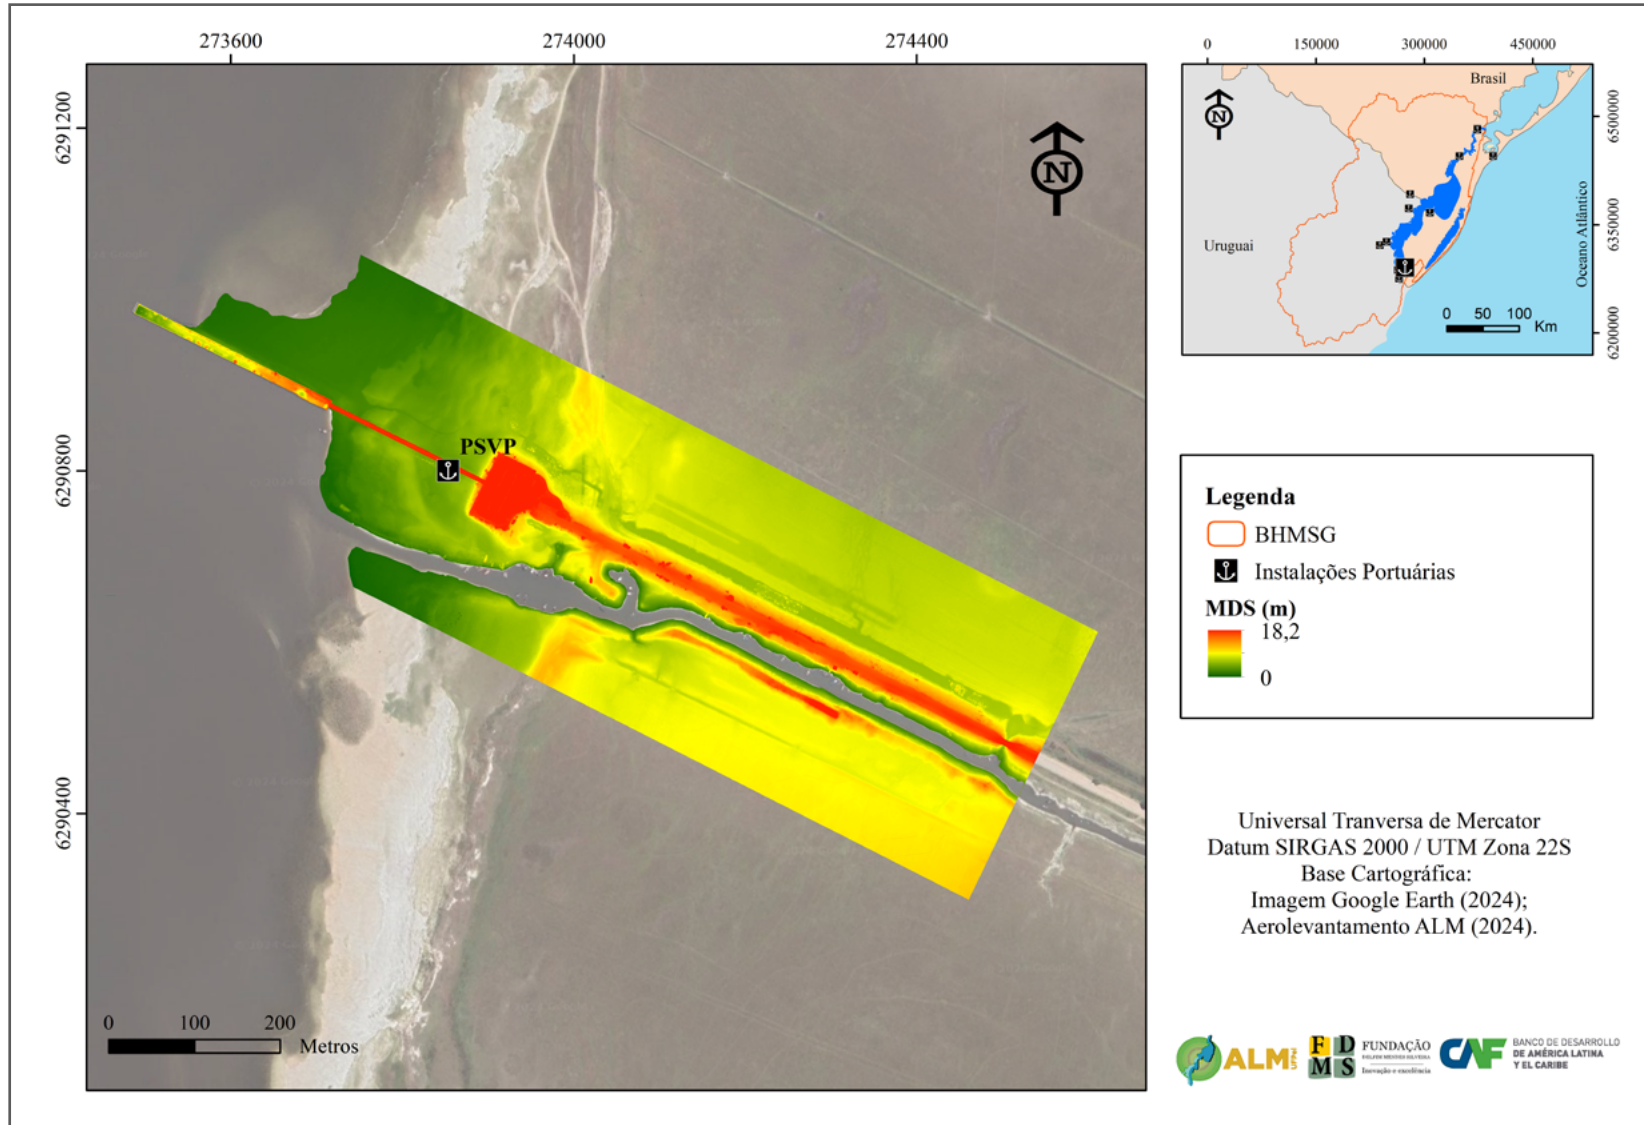 273600
274000
274400
6291200
6290800
6290400
N
PSVP
0 100 200
Metros
0 150000 300000 450000
6500000
6350000
6200000
N
Brasil
Uruguai
Oceano Atlântico
0 50 100
Km
Legenda
BHMSG
Instalações Portuárias
MDS (m)
18,2
0
Universal Tranversa de Mercator
Datum SIRGAS 2000 / UTM Zona 22S
Base Cartográfica:
Imagem Google Earth (2024);
Aerolevantamento ALM (2024).
ALM
UFPel
F D
M S
FUNDAÇÃO
Inovação e excelência
CAF
BANCO DE DESARROLLO
DE AMÉRICA LATINA
Y EL CARIBE